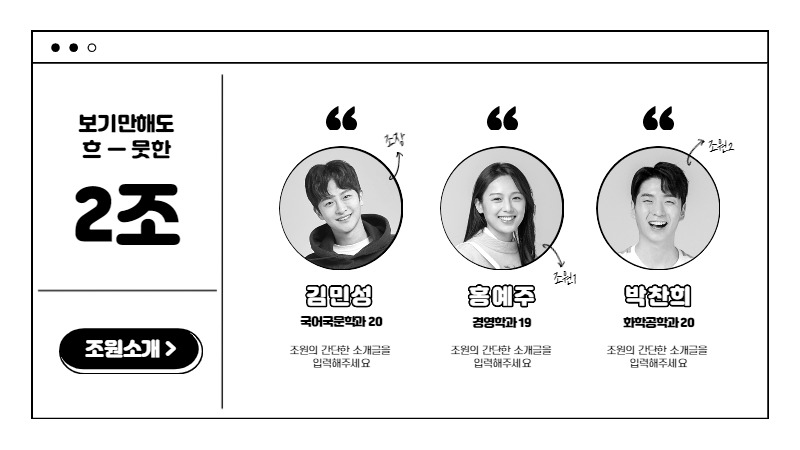 보기만해도
흐 — 뭇한
2조
조원소개 >
“ “ “
조장
조원1
조원2
김민성
국어국문학과 20
조원의 간단한 소개글을
입력해주세요
홍예주
경영학과 19
조원의 간단한 소개글을
입력해주세요
박찬희
화학공학과 20
조원의 간단한 소개글을
입력해주세요